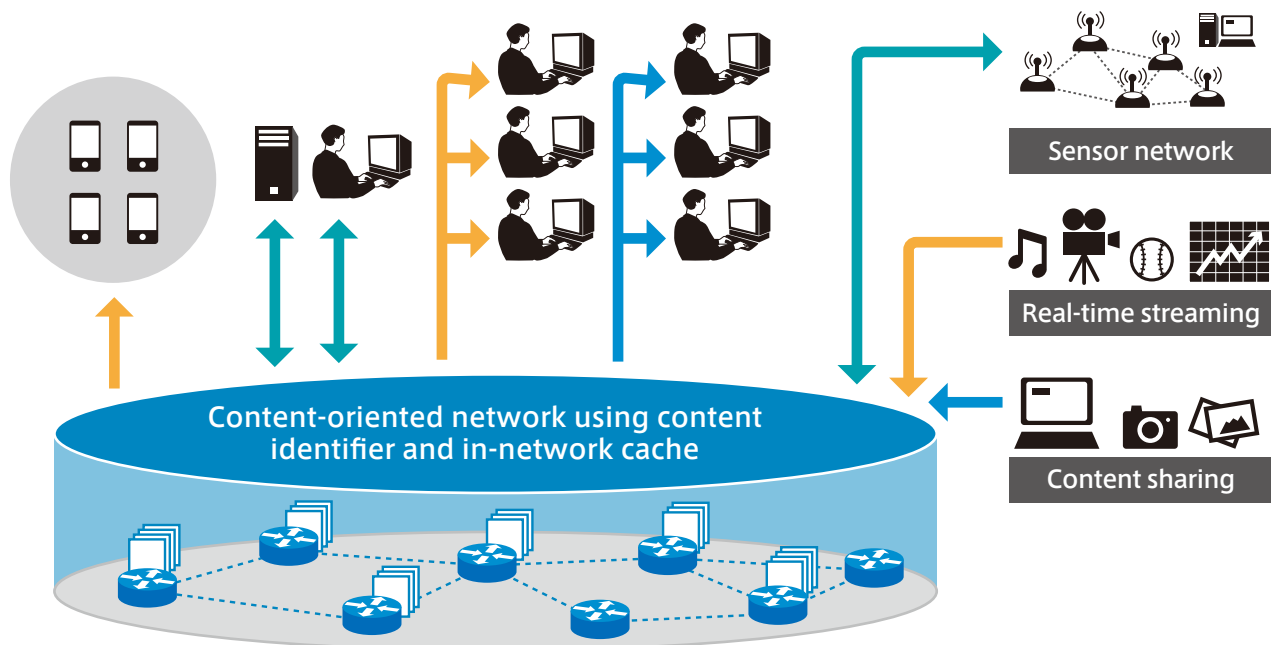 Sensor network
Real-time streaming
Content-oriented network using content
identifier and in-network cache
Content sharing